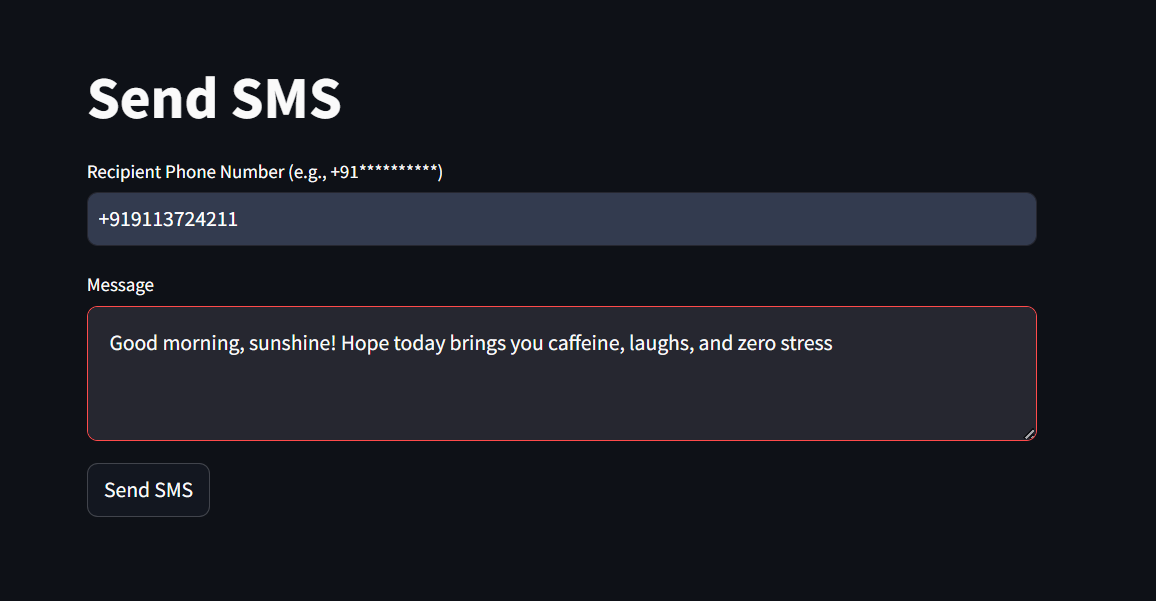 Send SMS
Recipient Phone Number (e.g., +91**********)
+919113724211
Message
Good morning, sunshine! Hope today brings you caffeine, laughs, and zero stress
Send SMS